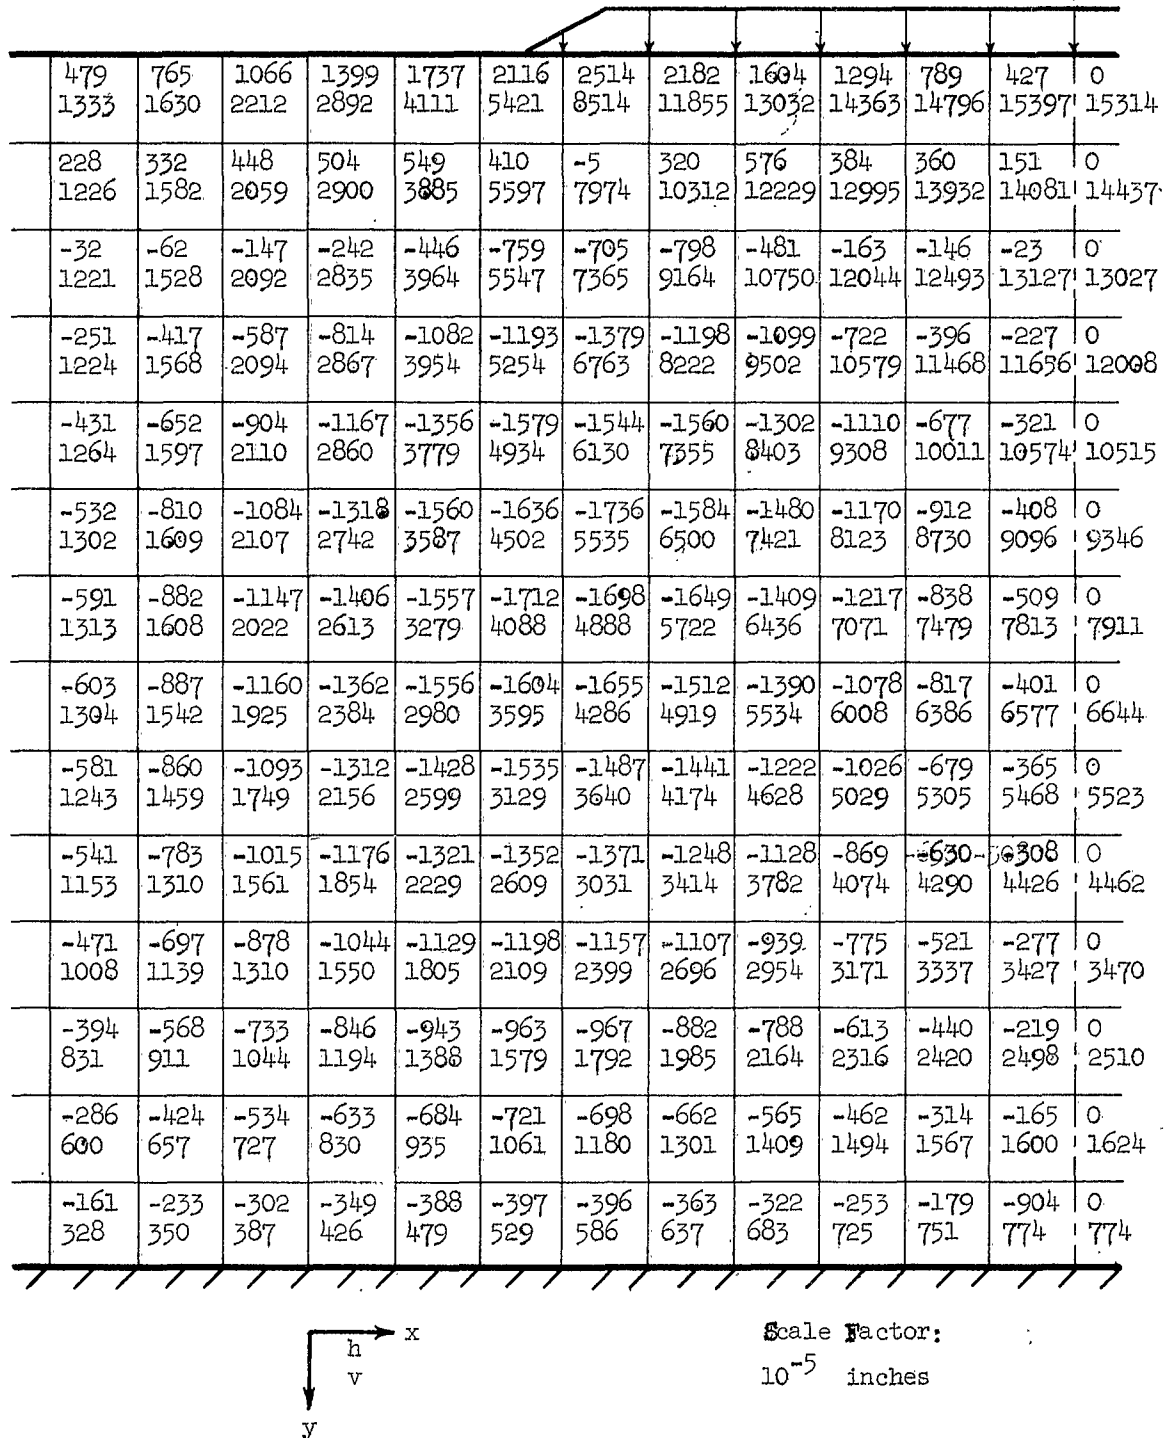 479 765 1066 1399 1737 2116 2514 2182 1604 1294 789 427 0
1333 1630 2212 2892 4111 5421 8514 11855 13032 14363 14796 15397 15314
228 332 448 504 549 410 -5 320 576 384 360 151 0
1226 1582 2059 2900 3885 5597 7974 10312 12229 12995 13932 14081 14437
-32 -62 -147 -242 -446 -759 -705 -798 -481 -163 -146 -23 0
1221 1528 2092 2835 3964 5547 7365 9164 10750 12044 12493 13127 13027
-251 -417 -587 -814 -1082 -1193 -1379 -1198 -1099 -722 -396 -227 0
1224 1568 2094 2867 3954 5254 6763 8222 9502 10579 11468 11656 12008
-431 -652 -904 -1167 -1356 -1579 -1544 -1560 -1302 -1110 -677 -321 0
1264 1597 2110 2860 3779 4934 6130 7355 8403 9308 10011 10574 10515
-532 -810 -1084 -1318 -1560 -1636 -1736 -1584 -1480 -1170 -912 -408 0
1302 1609 2107 2742 3587 4502 5535 6500 7421 8123 8730 9096 9346
-591 -882 -1147 -1406 -1557 -1712 -1698 -1649 -1409 -1217 -838 -509 0
1313 1608 2022 2613 3279 4088 4888 5722 6436 7071 7479 7813 7911
-603 -887 -1160 -1362 -1556 -1604 -1655 -1512 -1390 -1078 -817 -401 0
1304 1542 1925 2384 2980 3595 4286 4919 5534 6008 6386 6577 6644
-581 -860 -1093 -1312 -1428 -1535 -1487 -1441 -1222 -1026 -679 -365 0
1243 1459 1749 2156 2599 3129 3640 4174 4628 5029 5305 5468 5523
-541 -783 -1015 -1176 -1321 -1352 -1371 -1248 -1128 -869 -630 -308 0
1153 1310 1561 1854 2229 2609 3031 3414 3782 4074 4290 4426 4462
-471 -697 -878 -1044 -1129 -1198 -1157 -1107 -939 -775 -521 -277 0
1008 1139 1310 1550 1805 2109 2399 2696 2954 3171 3337 3427 3470
-394 -568 -733 -846 -943 -963 -967 -882 -788 -613 -440 -219 0
831 911 1044 1194 1388 1579 1792 1985 2164 2316 2420 2498 2510
-286 -424 -534 -633 -684 -721 -698 -662 -565 -462 -314 -165 0
600 657 727 830 935 1061 1180 1301 1409 1494 1567 1600 1624
-161 -233 -302 -349 -388 -397 -396 -363 -322 -253 -179 -904 0
328 350 387 426 479 529 586 637 683 725 751 774 774
x
h
v
y
Scale Factor:
10⁻⁵ inches